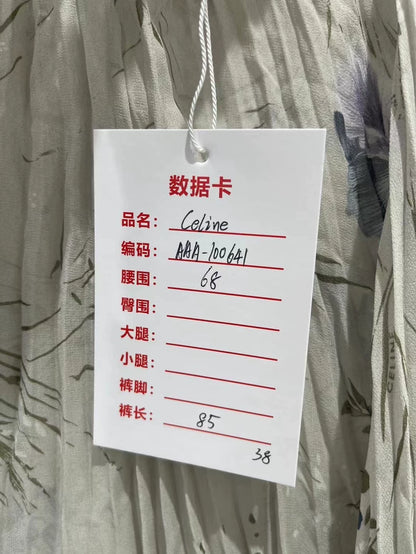 数据卡
品名: Celine
编码: AAA-100641
腰围: 68
臀围:
大腿:
小腿:
裤脚:
裤长: 85
38